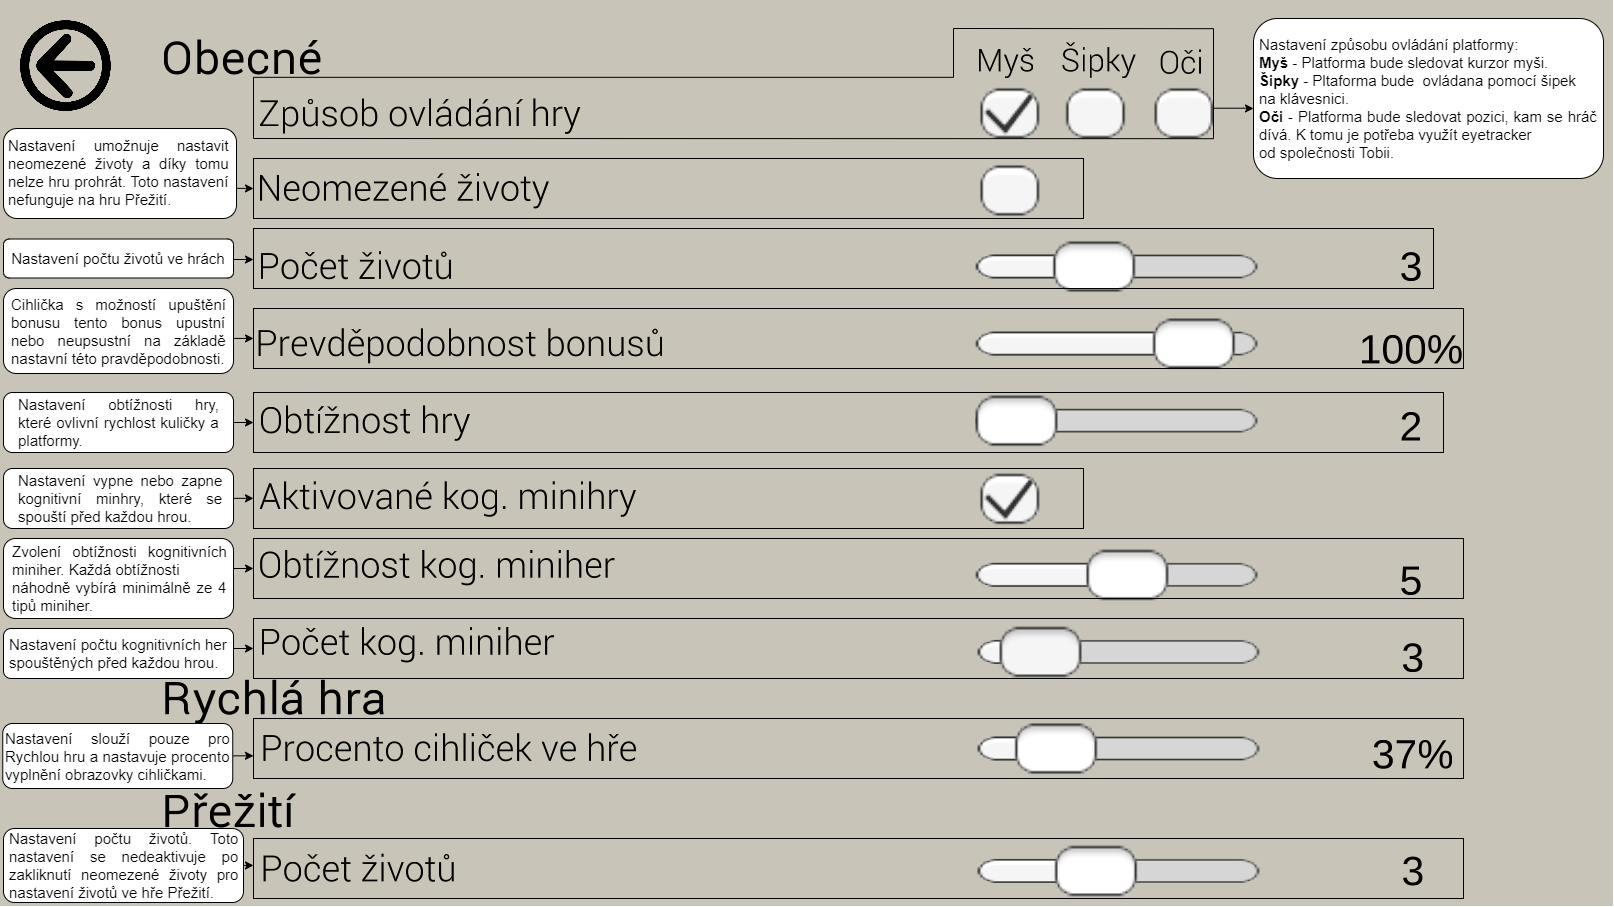 Obecné
Myš Šipky Oči
Způsob ovládání hry
Nastavení způsobu ovládání platformy:
Myš - Platforma bude sledovat kurzor myši.
Šipky - Pltaforma bude ovládana pomocí šipek
na klávesnici.
Oči - Platforma bude sledovat pozici, kam se hráč
dívá. K tomu je potřeba využít eyetracker
od společnosti Tobii.
Nastavení umožnuje nastavit
neomezené životy a díky tomu
nelze hru prohrát. Toto nastavení
nefunguje na hru Přežití.
Neomezené životy
Nastavení počtu životů ve hrách
Počet životů 3
Cihlička s možností upuštění
bonusu tento bonus upustní
nebo neupsustní na základě
nastavní této pravděpodobnosti.
Prevděpodobnost bonusů 100%
Nastavení obtížnosti hry,
které ovlivní rychlost kuličky a
platformy.
Obtížnost hry 2
Nastavení vypne nebo zapne
kognitivní minhry, které se
spouští před každou hrou.
Aktivované kog. minihry
Zvolení obtížnosti kognitivních
miniher. Každá obtížnosti
náhodně vybírá minimálně ze 4
tipů miniher.
Obtížnost kog. miniher 5
Nastavení počtu kognitivních her
spouštěných před každou hrou.
Počet kog. miniher 3
Rychlá hra
Nastavení slouží pouze pro
Rychlou hru a nastavuje procento
vyplnění obrazovky cihličkami.
Procento cihliček ve hře 37%
Přežití
Nastavení počtu životů. Toto
nastavení se nedeaktivuje po
zakliknutí neomezené životy pro
nastavení životů ve hře Přežití.
Počet životů 3